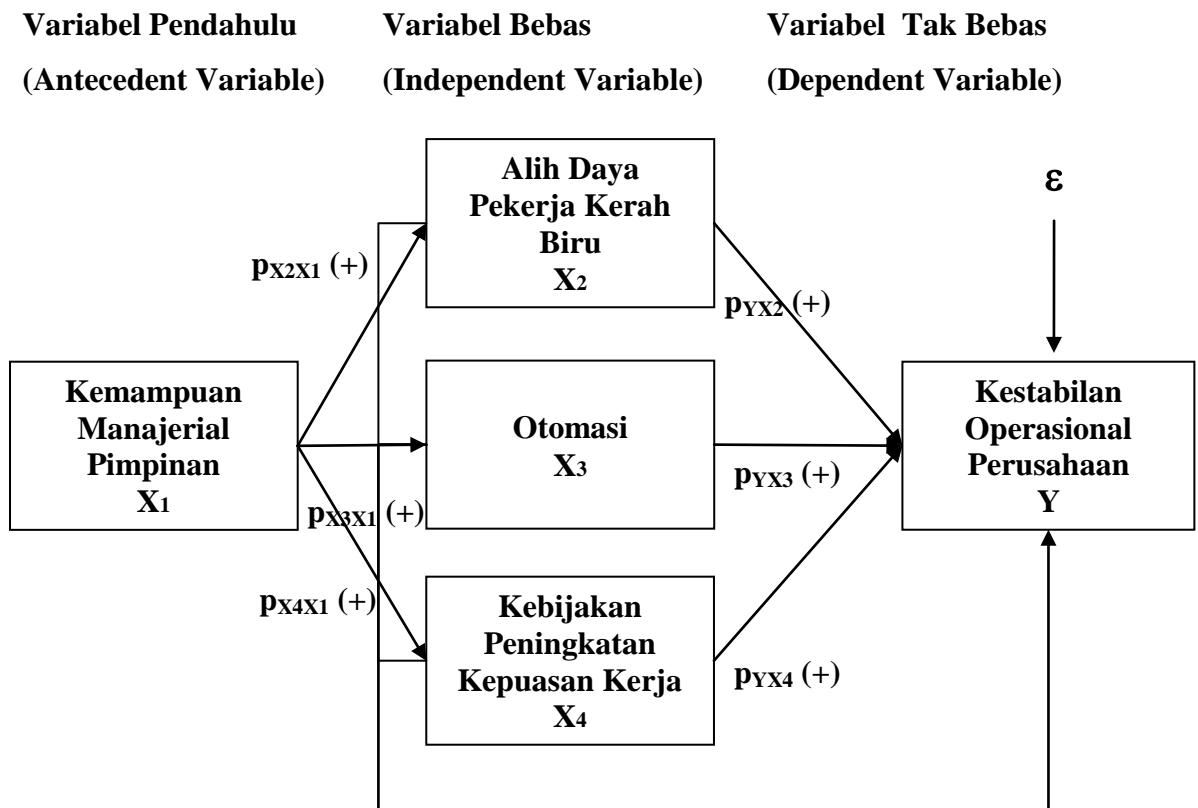 Variabel Pendahulu
(Antecedent Variable)
Variabel Bebas
(Independent Variable)
Variabel Tak Bebas
(Dependent Variable)
Kemampuan
Manajerial
Pimpinan
X1
pX2X1 (+)
pX3X1 (+)
pX4X1 (+)
Alih Daya
Pekerja Kerah
Biru
X2
Otomasi
X3
Kebijakan
Peningkatan
Kepuasan Kerja
X4
pYX2 (+)
pYX3 (+)
pYX4 (+)
ε
Kestabilan
Operasional
Perusahaan
Y